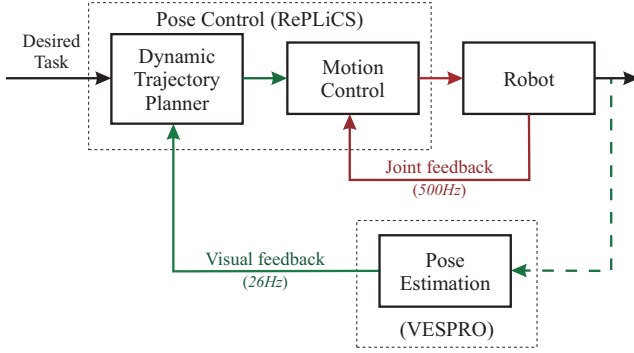 Pose Control (RePLiCS)
Desired
Task
Dynamic
Trajectory
Planner
Motion
Control
Robot
Joint feedback
(500Hz)
Visual feedback
(26Hz)
Pose
Estimation
(VESPRO)